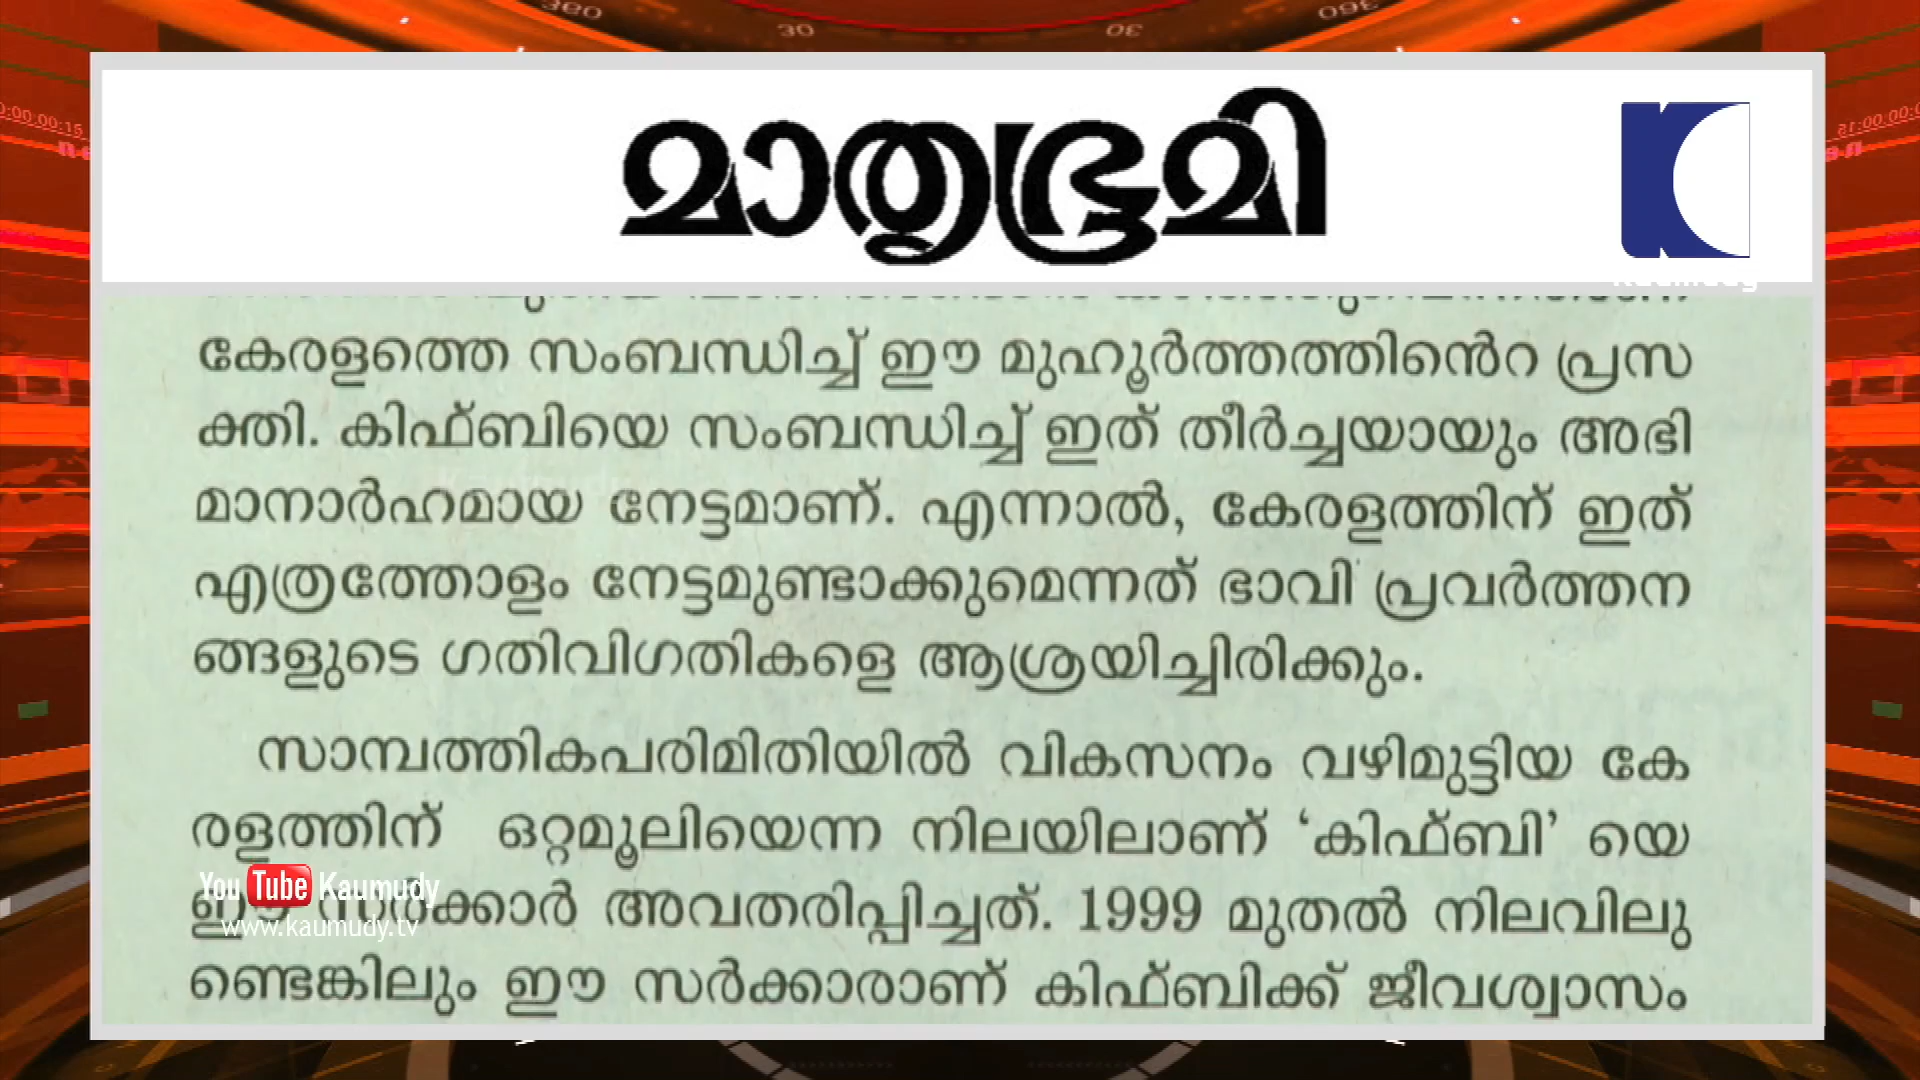 മാതൃഭൂമി
കേരളത്തെ സംബന്ധിച്ച് ഈ മുഹൂർത്തത്തിൻെറ പ്രസ
ക്തി. കിഫ്ബിയെ സംബന്ധിച്ച് ഇത് തീർച്ചയായും അഭി
മാനാർഹമായ നേട്ടമാണ്. എന്നാൽ, കേരളത്തിന് ഇത്
എത്രത്തോളം നേട്ടമുണ്ടാക്കുമെന്നത് ഭാവി പ്രവർത്തന
ങ്ങളുടെ ഗതിവിഗതികളെ ആശ്രയിച്ചിരിക്കും.
സാമ്പത്തികപരിമിതിയിൽ വികസനം വഴിമുട്ടിയ കേ
രളത്തിന് ഒറ്റമൂലിയെന്ന നിലയിലാണ് ‘കിഫ്ബി’ യെ
അവതരിപ്പിച്ചത്. 1999 മുതൽ നിലവിലു
ണ്ടെങ്കിലും ഈ സർക്കാരാണ് കിഫ്ബിക്ക് ജീവശ്വാസം
You Tube Kaumudy
www.kaumudy.tv